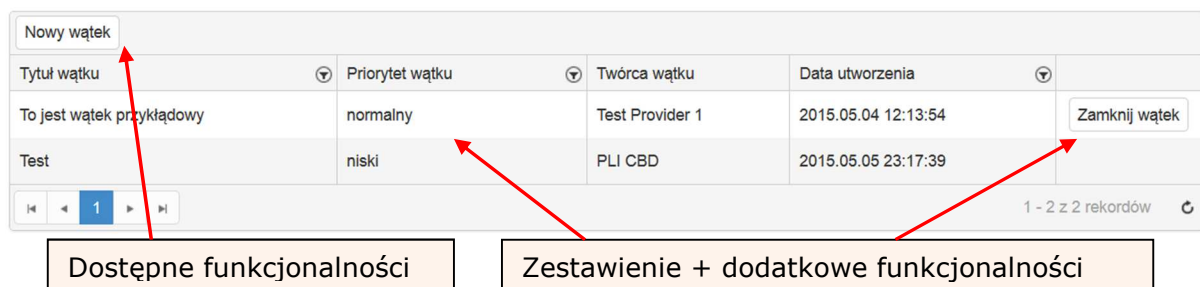 Nowy wątek
Tytuł wątku Priorytet wątku Twórca wątku Data utworzenia
To jest wątek przykłądowy normalny Test Provider 1 2015.05.04 12:13:54 Zamknij wątek
Test niski PLI CBD 2015.05.05 23:17:39
1 1 - 2 z 2 rekordów
Dostępne funkcjonalności Zestawienie + dodatkowe funkcjonalności